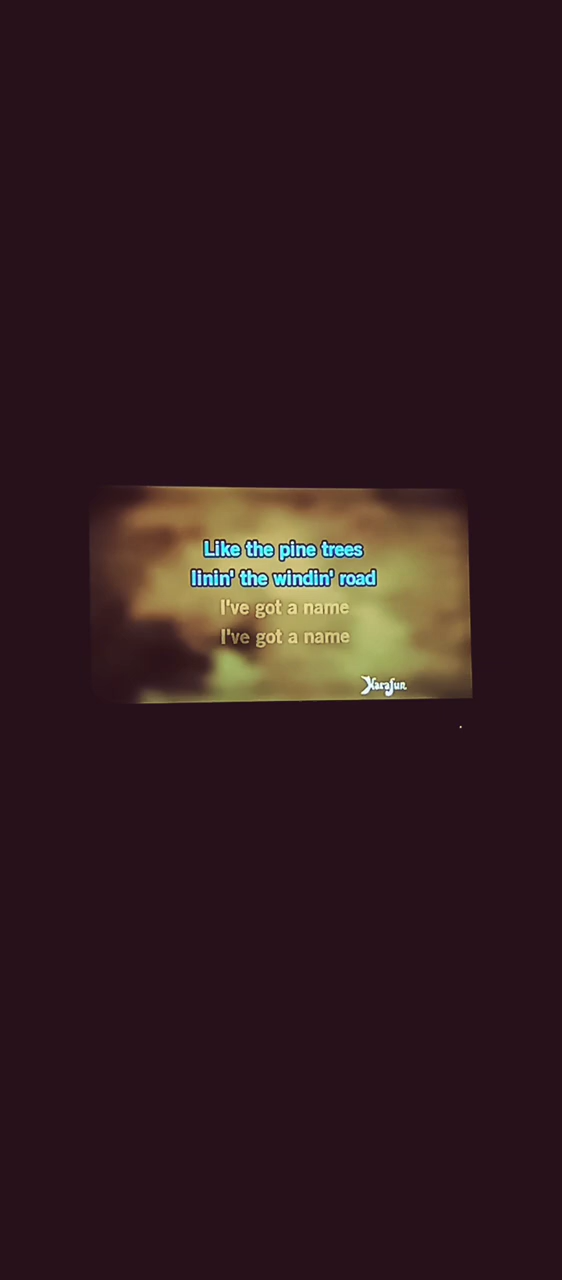 Like the pine trees
linin' the windin' road
I've got a name
I've got a name
KaraFun